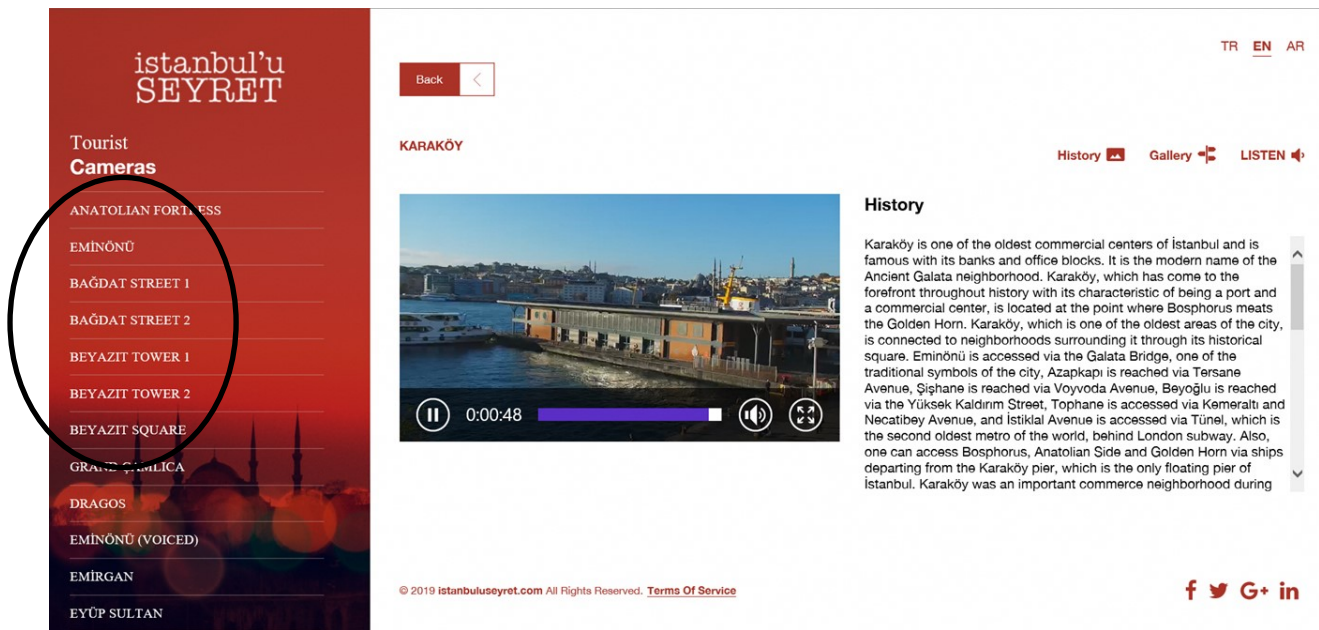 istanbul'u
SEYRET
Tourist
Cameras
ANATOLIAN FORTRESS
EMİNÖNÜ
BAĞDAT STREET 1
BAĞDAT STREET 2
BEYAZIT TOWER 1
BEYAZIT TOWER 2
BEYAZIT SQUARE
GRAND ÇAMLICA
DRAGOS
EMİNÖNÜ (VOICED)
EMİRGAN
EYÜP SULTAN
TR EN AR
Back
KARAKÖY
History Gallery LISTEN
0:00:48
History
Karaköy is one of the oldest commercial centers of İstanbul and is
famous with its banks and office blocks. It is the modern name of the
Ancient Galata neighborhood. Karaköy, which has come to the
forefront throughout history with its characteristic of being a port and
a commercial center, is located at the point where Bosphorus meats
the Golden Horn. Karaköy, which is one of the oldest areas of the city,
is connected to neighborhoods surrounding it through its historical
square. Eminönü is accessed via the Galata Bridge, one of the
traditional symbols of the city, Azapkapı is reached via Tersane
Avenue, Şişhane is reached via Voyvoda Avenue, Beyoğlu is reached
via the Yüksek Kaldırım Street, Tophane is accessed via Kemeraltı and
Necatibey Avenue, and İstiklal Avenue is accessed via Tünel, which is
the second oldest metro of the world, behind London subway. Also,
one can access Bosphorus, Anatolian Side and Golden Horn via ships
departing from the Karaköy pier, which is the only floating pier of
İstanbul. Karaköy was an important commerce neighborhood during
© 2019 istanbuluseyret.com All Rights Reserved. Terms Of Service
f G+ in